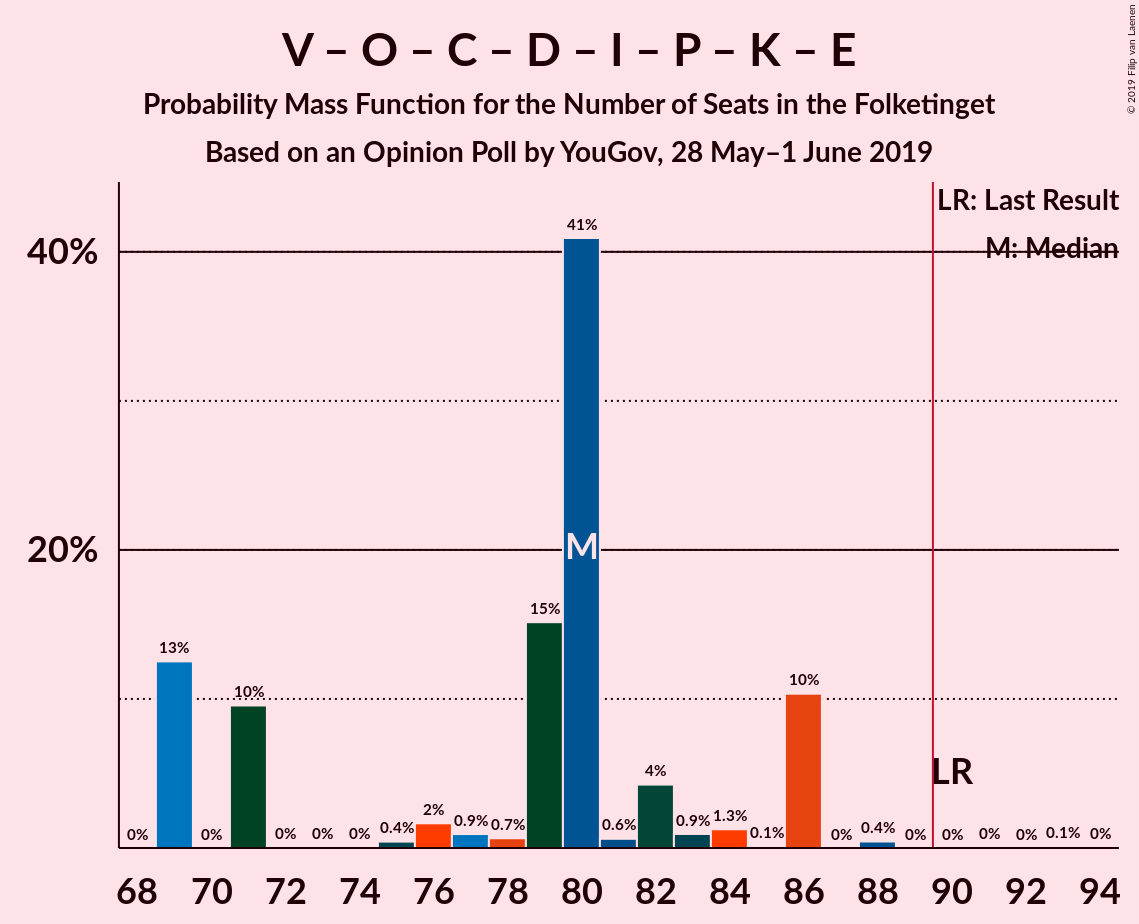 V – O – C – D – I – P – K – E
Probability Mass Function for the Number of Seats in the Folketinget
Based on an Opinion Poll by YouGov, 28 May–1 June 2019
© 2019 Filip van Laenen
LR: Last Result
M: Median
40%
20%
41%
M
15%
13%
10%
10%
LR
4%
2%
0% 0% 0% 0% 0% 0.4% 0.9% 0.7% 0.6% 0.9% 1.3% 0.1% 0% 0.4% 0% 0% 0% 0% 0.1% 0%
68 70 72 74 76 78 80 82 84 86 88 90 92 94